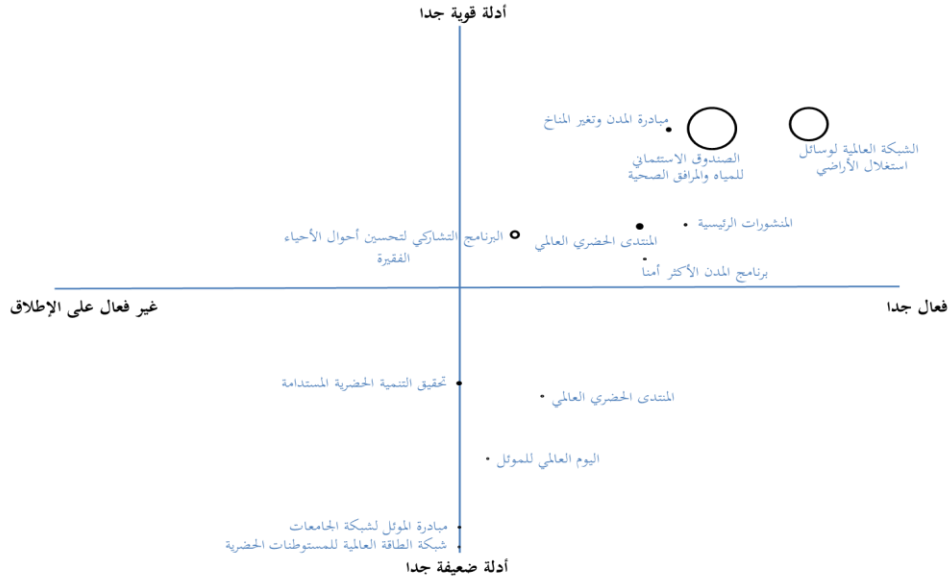 أدلة قوية جدا
مبادرة المدن وتغير المناخ
الصندوق الاستئماني
للمياه والمرافق الصحية
الشبكة العالمية لوسائل
استغلال الأراضي
المنشورات الرئيسية
المنتدى الحضري العالمي
البرنامج التشاركي لتحسين أحوال الأحياء
الفقيرة
برنامج المدن الأكثر أمنا
فعال جدا
غير فعال على الإطلاق
تحقيق التنمية الحضرية المستدامة
المنتدى الحضري العالمي
اليوم العالمي للموئل
مبادرة الموئل لشبكة الجامعات
شبكة الطاقة العالمية للمستوطنات الحضرية
أدلة ضعيفة جدا